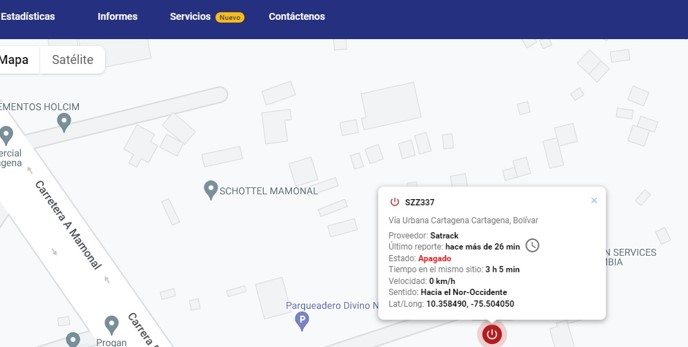 Estadísticas Informes Servicios Nuevo Contáctenos
Mapa Satélite
EMENTOS HOLCIM
ercial
agena
SCHOTTEL MAMONAL
Carretera A Mamonal
SZZ337 ×
Vía Urbana Cartagena Cartagena, Bolívar
Proveedor: Satrack
Último reporte: hace más de 26 min
Estado: Apagado
Tiempo en el mismo sitio: 3 h 5 min
Velocidad: 0 km/h
Sentido: Hacia el Nor-Occidente
Lat/Long: 10.358490, -75.504050
N SERVICES
MBIA
Parqueadero Divino N
P
Carrera
Progan